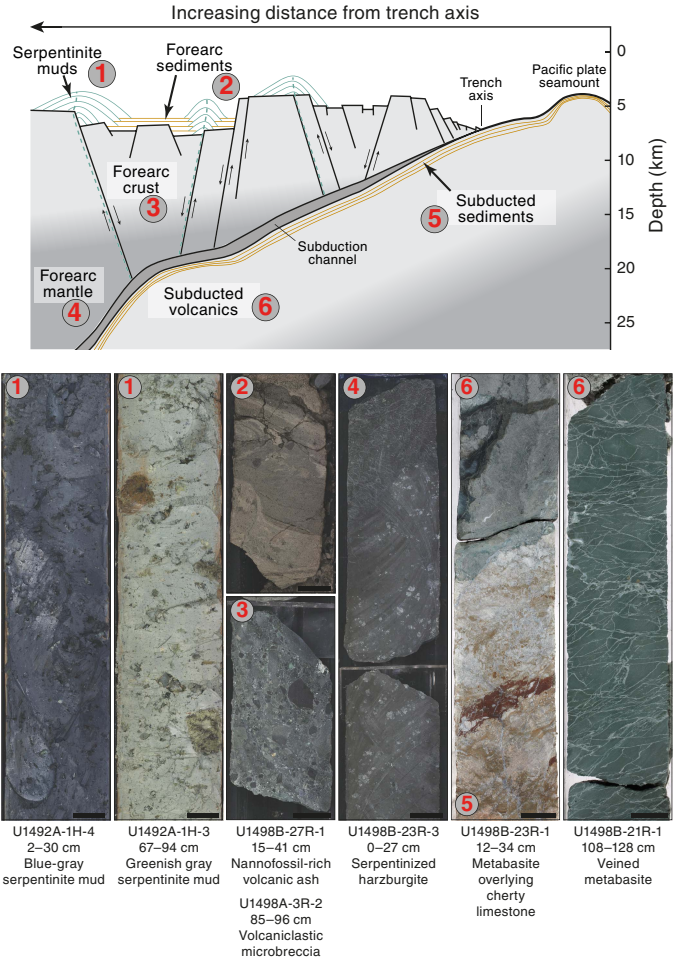 Increasing distance from trench axis
Serpentinite
muds
1
Forearc
sediments
2
Trench
axis
Pacific plate
seamount
0
5
10
15
20
25
Depth (km)
Forearc
crust
3
Subducted
sediments
5
Subduction
channel
Forearc
mantle
4
Subducted
volcanics
6
1
1
2
3
4
6
5
6
U1492A-1H-4
2–30 cm
Blue-gray
serpentinite mud
U1492A-1H-3
67–94 cm
Greenish gray
serpentinite mud
U1498B-27R-1
15–41 cm
Nannofossil-rich
volcanic ash
U1498A-3R-2
85–96 cm
Volcaniclastic
microbreccia
U1498B-23R-3
0–27 cm
Serpentinized
harzburgite
U1498B-23R-1
12–34 cm
Metabasite
overlying
cherty
limestone
U1498B-21R-1
108–128 cm
Veined
metabasite